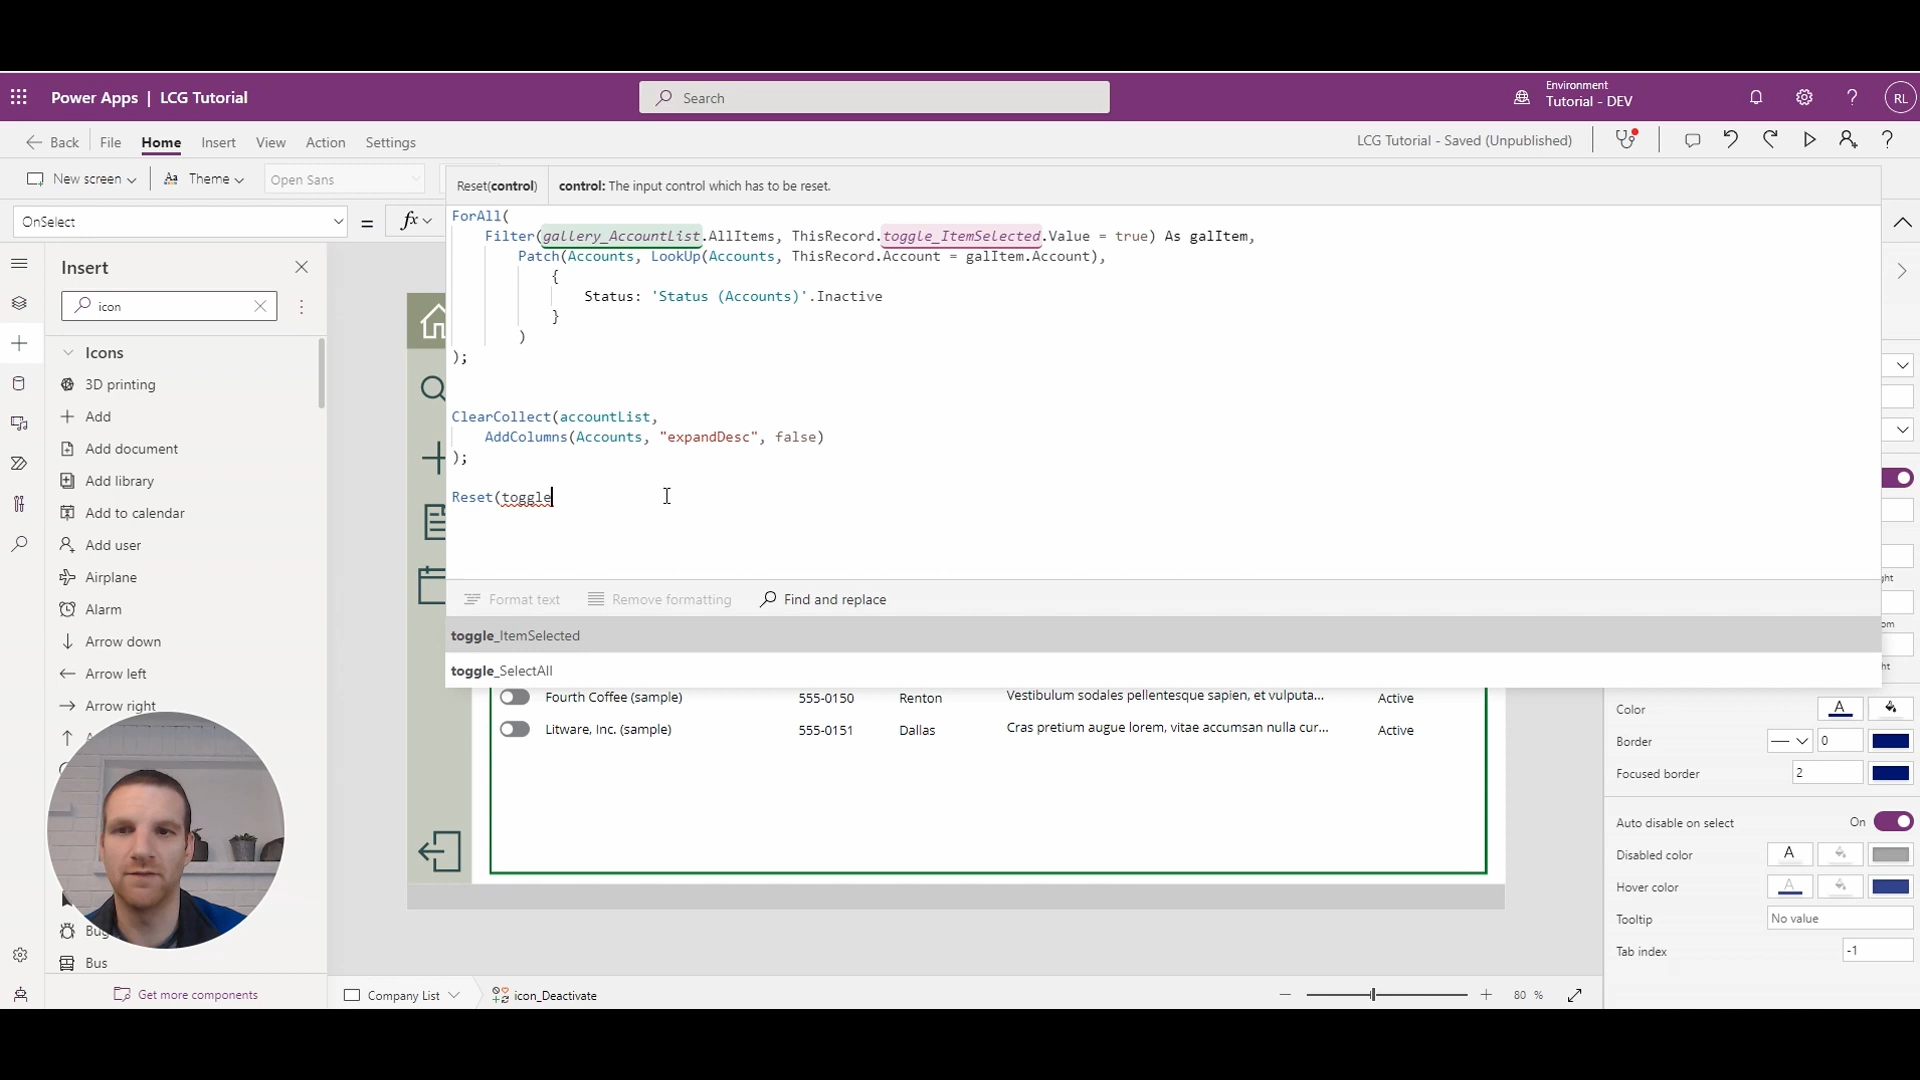 Power Apps | LCG Tutorial
Search
Environment
Tutorial - DEV
RL
Back
File
Home
Insert
View
Action
Settings
LCG Tutorial - Saved (Unpublished)
New screen
Theme
Open Sans
Reset(control)
control: The input control which has to be reset.
OnSelect
=
fx
ForAll(
Filter(gallery_AccountList.AllItems, ThisRecord.toggle_ItemSelected.Value = true) As galItem,
Patch(Accounts, LookUp(Accounts, ThisRecord.Account = galItem.Account),
{
Status: 'Status (Accounts)'.Inactive
}
)
);
ClearCollect(accountList,
AddColumns(Accounts, "expandDesc", false)
);
Reset(toggle
Format text
Remove formatting
Find and replace
toggle_ItemSelected
toggle_SelectAll
Insert
icon
Icons
3D printing
Add
Add document
Add library
Add to calendar
Add user
Airplane
Alarm
Arrow down
Arrow left
Arrow right
Bus
Get more components
Fourth Coffee (sample) 555-0150 Renton Vestibulum sodales pellentesque sapien, et vulputa... Active
Litware, Inc. (sample) 555-0151 Dallas Cras pretium augue lorem, vitae accumsan nulla cur... Active
ght
om
ht
Color
Border 0
Focused border 2
Auto disable on select On
Disabled color
Hover color
Tooltip No value
Tab index -1
Company List
icon_Deactivate
80 %